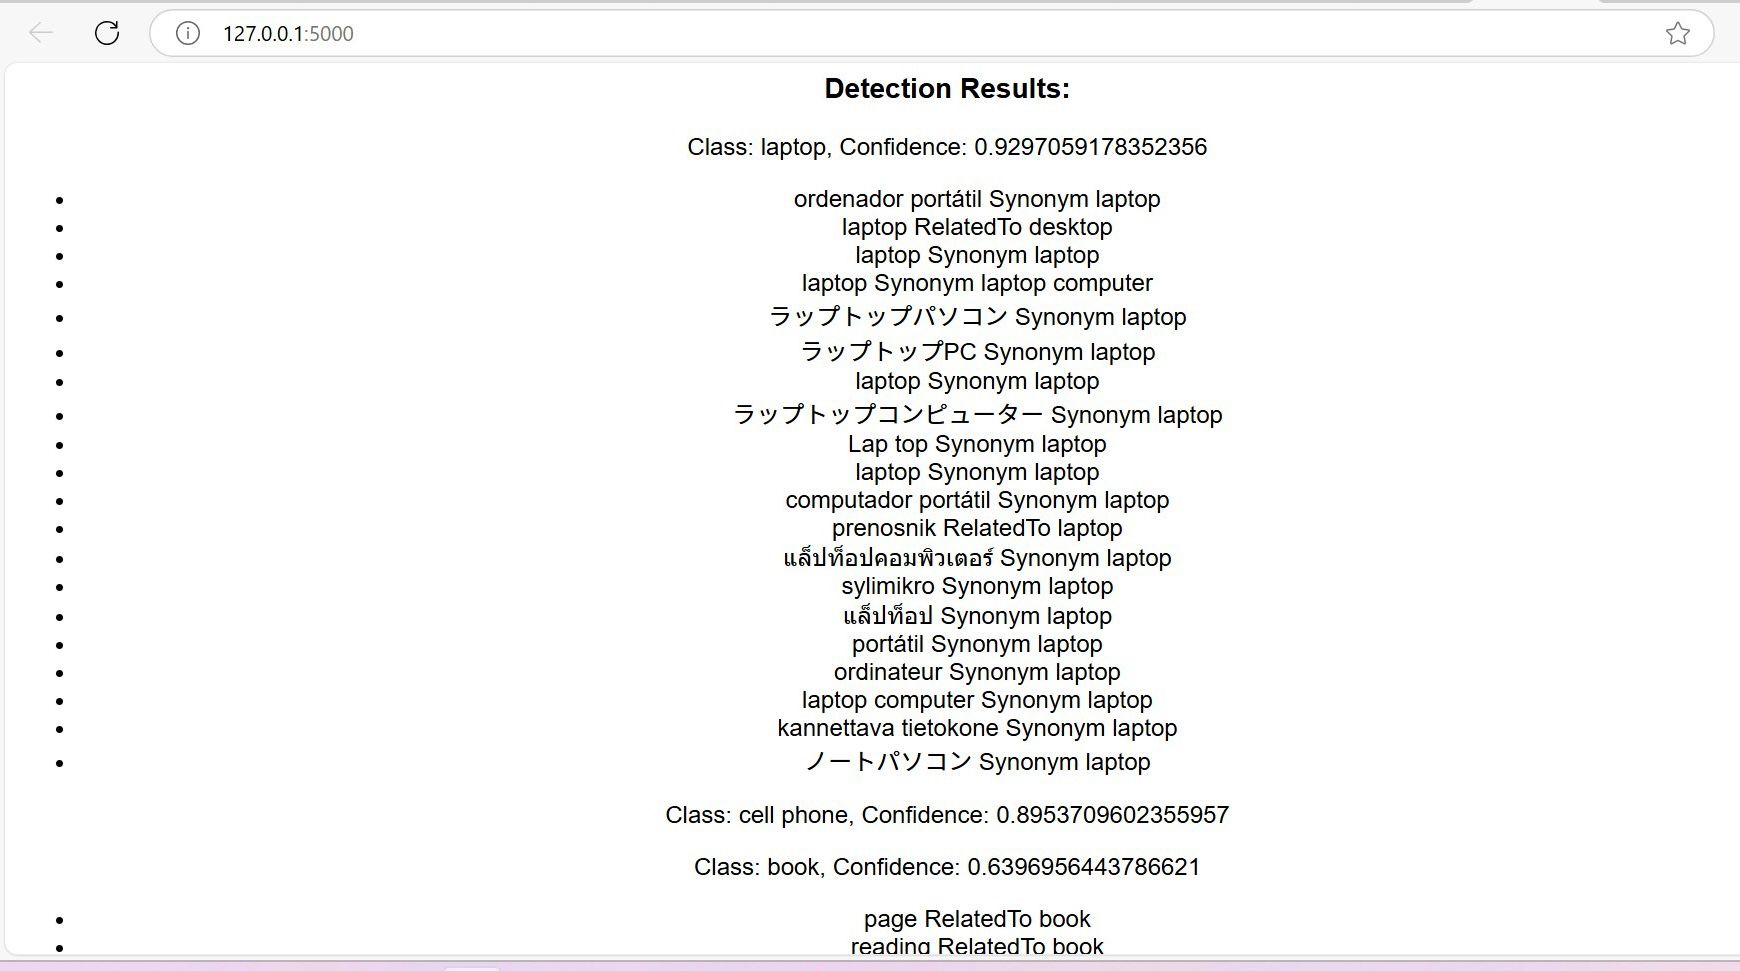 127.0.0.1:5000
Detection Results:
Class: laptop, Confidence: 0.9297059178352356
ordenador portátil Synonym laptop
laptop RelatedTo desktop
laptop Synonym laptop
laptop Synonym laptop computer
ラップトップパソコン Synonym laptop
ラップトップPC Synonym laptop
laptop Synonym laptop
ラップトップコンピューター Synonym laptop
Lap top Synonym laptop
laptop Synonym laptop
computador portátil Synonym laptop
prenosnik RelatedTo laptop
แล็ปท็อปคอมพิวเตอร์ Synonym laptop
sylimikro Synonym laptop
แล็ปท็อป Synonym laptop
portátil Synonym laptop
ordinateur Synonym laptop
laptop computer Synonym laptop
kannettava tietokone Synonym laptop
ノートパソコン Synonym laptop
Class: cell phone, Confidence: 0.8953709602355957
Class: book, Confidence: 0.6396956443786621
page RelatedTo book
reading RelatedTo book